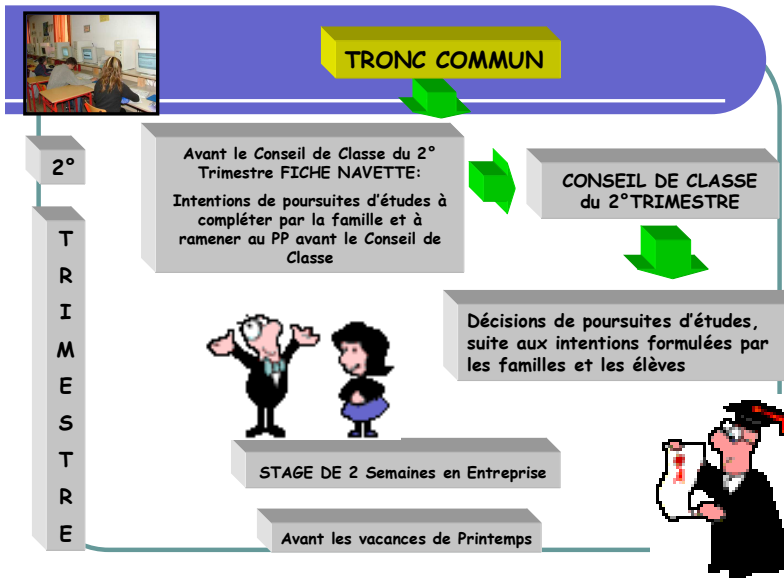 TRONC COMMUN
2°
TRIMESTRE
Avant le Conseil de Classe du 2°
Trimestre FICHE NAVETTE:
Intentions de poursuites d'études à
compléter par la famille et à
ramener au PP avant le Conseil de
Classe
CONSEIL DE CLASSE
du 2°TRIMESTRE
Décisions de poursuites d'études,
suite aux intentions formulées par
les familles et les élèves
STAGE DE 2 Semaines en Entreprise
Avant les vacances de Printemps